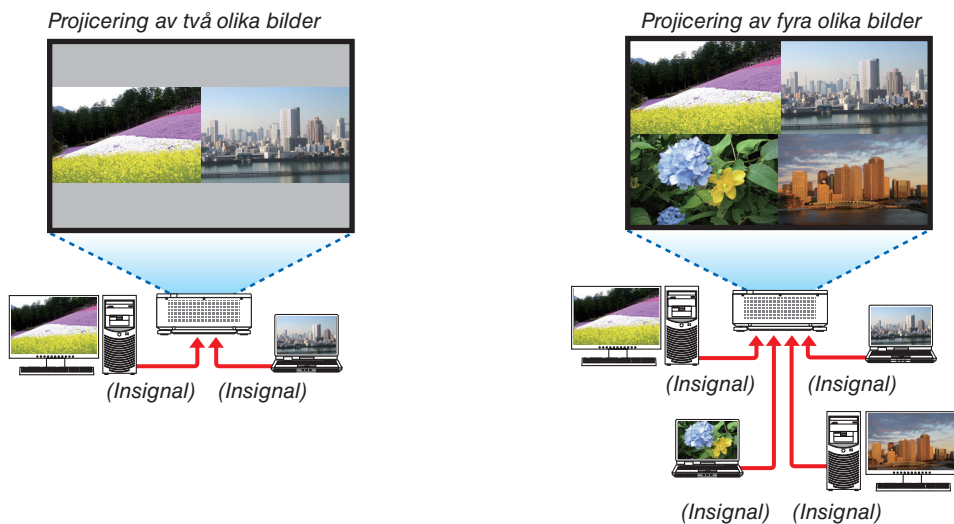 Projicering av två olika bilder
(Insignal)
(Insignal)
Projicering av fyra olika bilder
(Insignal)
(Insignal)
(Insignal)
(Insignal)